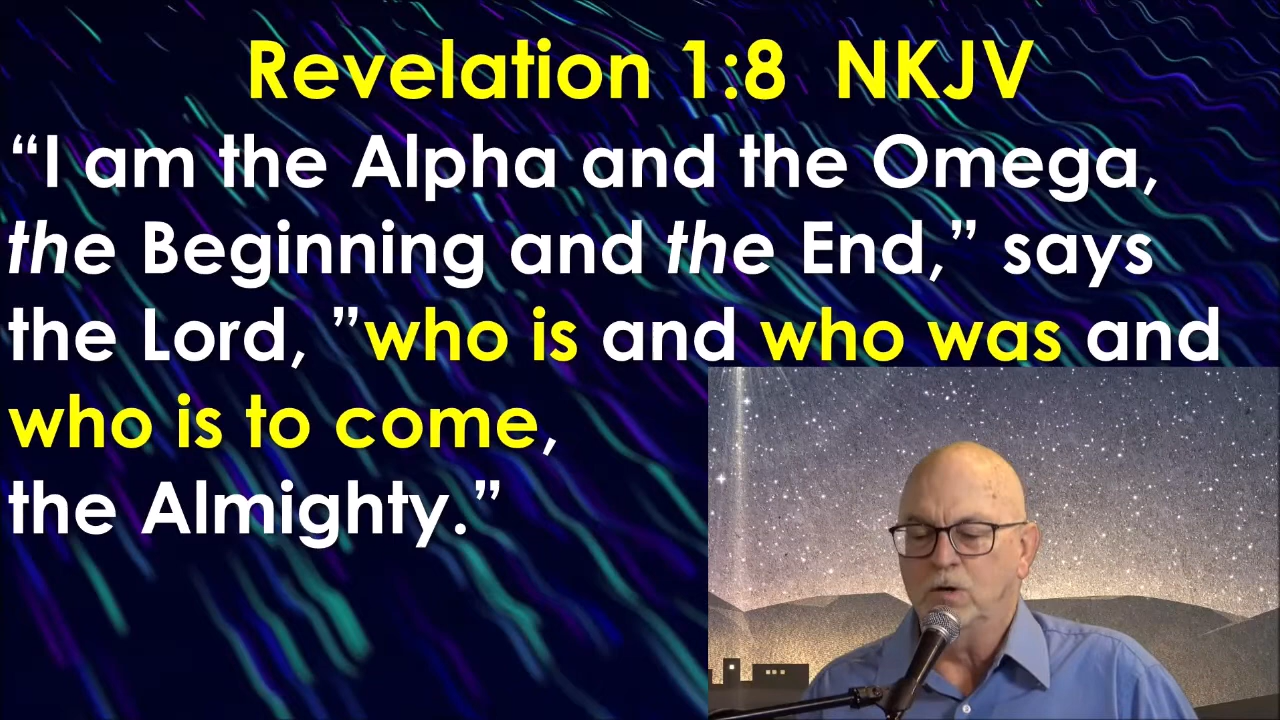 Revelation 1:8 NKJV
“I am the Alpha and the Omega,
the Beginning and the End,” says
the Lord, ”who is and who was and
who is to come,
the Almighty.”